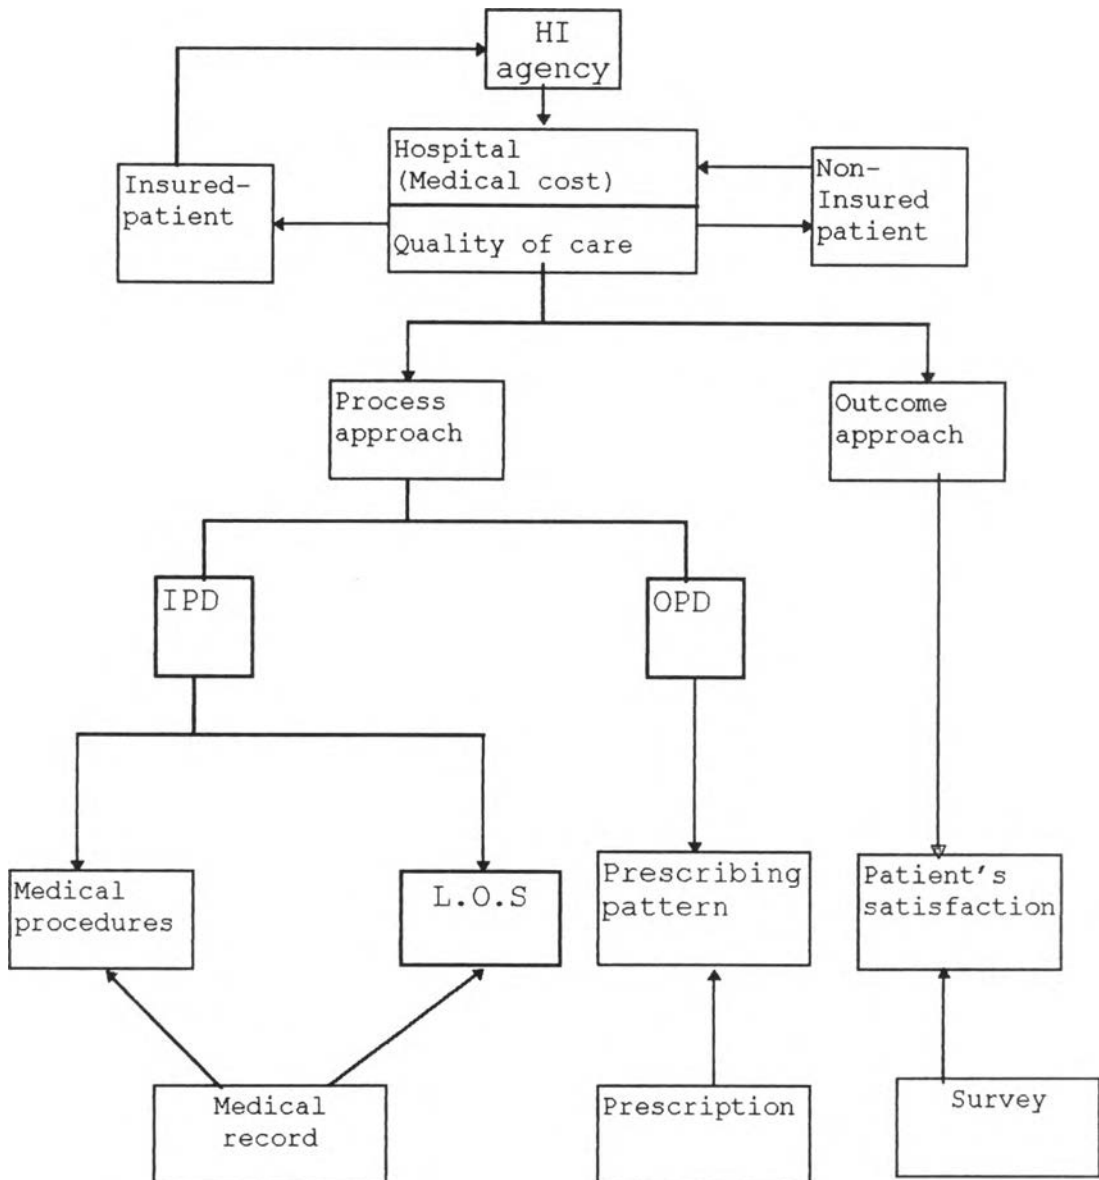 HI
agency
Hospital
(Medical cost)
Insured-
patient
Non-
Insured
patient
Quality of care
Process
approach
Outcome
approach
IPD
OPD
Medical
procedures
L.O.S
Prescribing
pattern
Patient's
satisfaction
Medical
record
Prescription
Survey